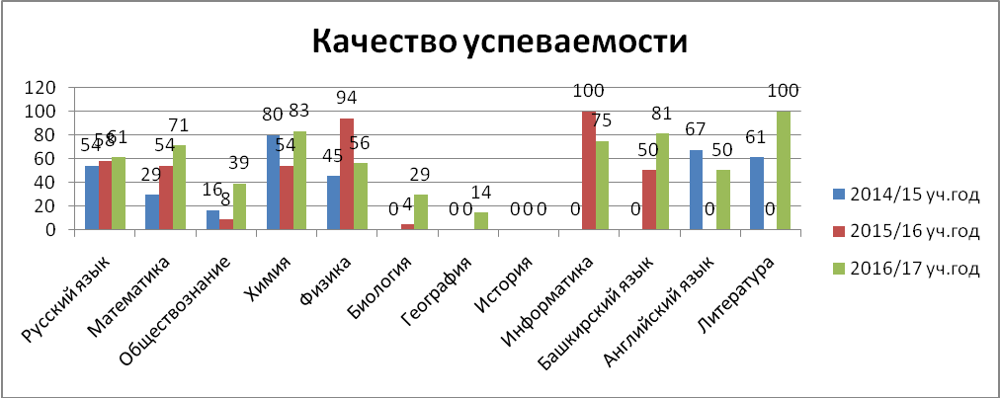 Качество успеваемости
120
100
80
60
40
20
0
54 58 61
29 54 71
16 8 39
80 54 83
45 94 56
0 4 29
0 0 14
0 0 0
0 100 75
0 50 81
67 0 50
61 0 100
Русский язык
Математика
Обществознание
Химия
Физика
Биология
География
История
Информатика
Башкирский язык
Английский язык
Литература
2014/15 уч.год
2015/16 уч.год
2016/17 уч.год